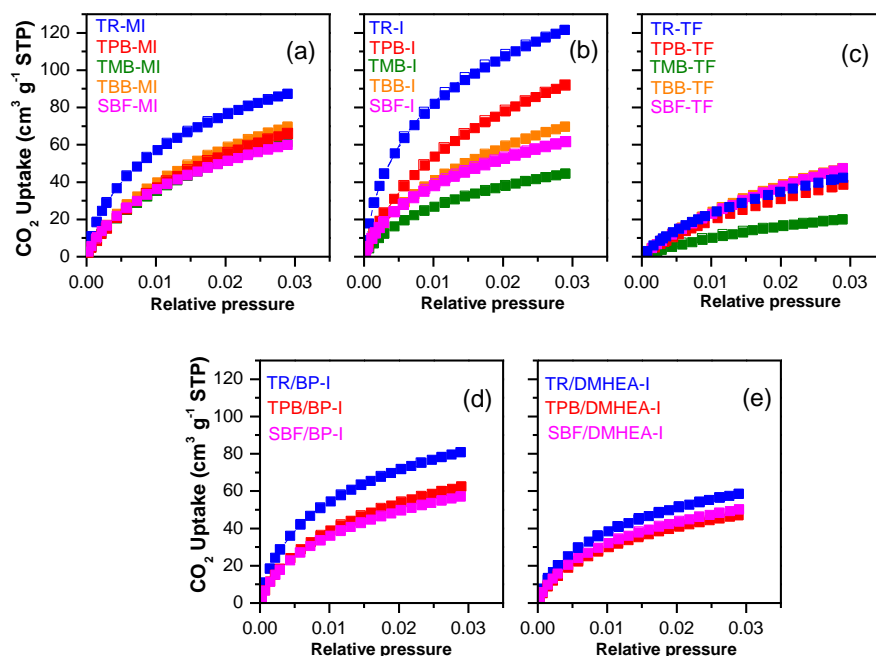 CO₂ Uptake (cm³ g⁻¹ STP)
120
100
80
60
40
20
0
TR-MI
TPB-MI
TMB-MI
TBB-MI
SBF-MI
(a)
0.00 0.01 0.02 0.03
Relative pressure
TR-I
TPB-I
TMB-I
TBB-I
SBF-I
(b)
0.00 0.01 0.02 0.03
Relative pressure
TR-TF
TPB-TF
TMB-TF
TBB-TF
SBF-TF
(c)
0.00 0.01 0.02 0.03
Relative pressure
CO₂ Uptake (cm³ g⁻¹ STP)
120
100
80
60
40
20
0
TR/BP-I
TPB/BP-I
SBF/BP-I
(d)
0.00 0.01 0.02 0.03
Relative pressure
TR/DMHEA-I
TPB/DMHEA-I
SBF/DMHEA-I
(e)
0.00 0.01 0.02 0.03
Relative pressure